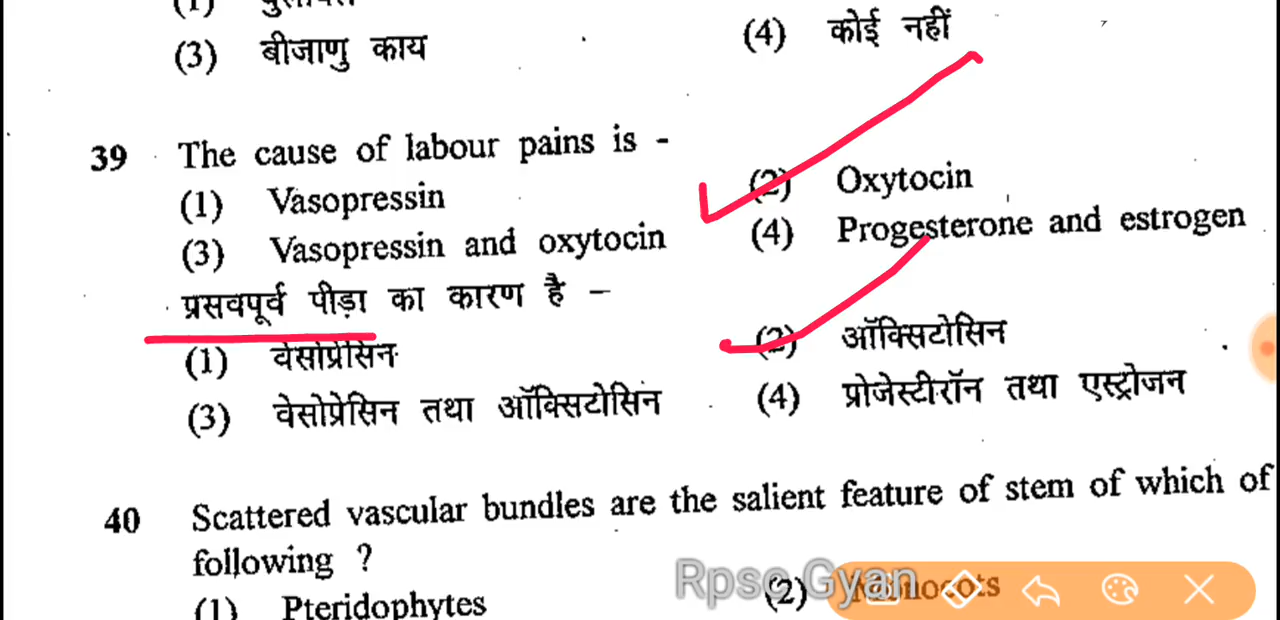 (3) बीजाणु काय (4) कोई नहीं
39 The cause of labour pains is -
(1) Vasopressin (2) Oxytocin
(3) Vasopressin and oxytocin (4) Progesterone and estrogen
प्रसवपूर्व पीड़ा का कारण है –
(1) वेसोप्रेसिन (2) ऑक्सिटोसिन
(3) वेसोप्रेसिन तथा ऑक्सिटोसिन (4) प्रोजेस्टीरॉन तथा एस्ट्रोजन
40 Scattered vascular bundles are the salient feature of stem of which of
following ?
(1) Pteridophytes (2)
Rpsc Gyan